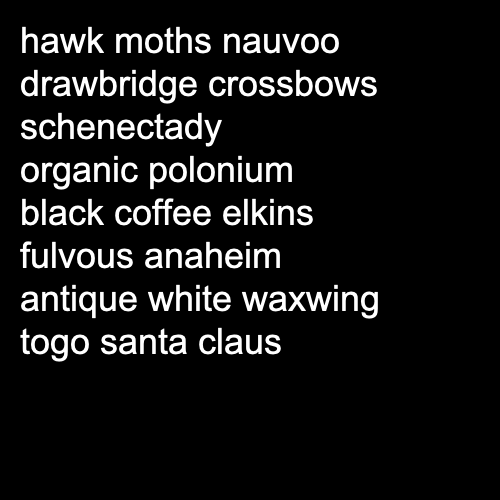 hawk moths nauvoo
drawbridge crossbows
schenectady
organic polonium
black coffee elkins
fulvous anaheim
antique white waxwing
togo santa claus